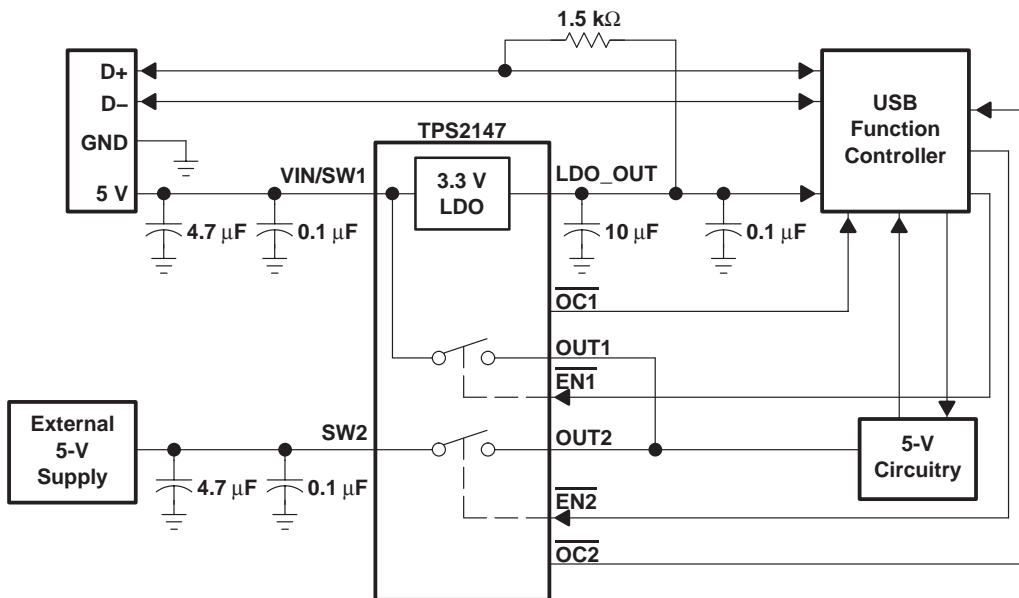 1.5 kΩ
D+
D−
GND
5 V
USB
Function
Controller
TPS2147
VIN/SW1
3.3 V
LDO
LDO_OUT
4.7 μF
0.1 μF
10 μF
0.1 μF
OC1
OUT1
EN1
External
5-V
Supply
SW2
OUT2
5-V
Circuitry
4.7 μF
0.1 μF
EN2
OC2